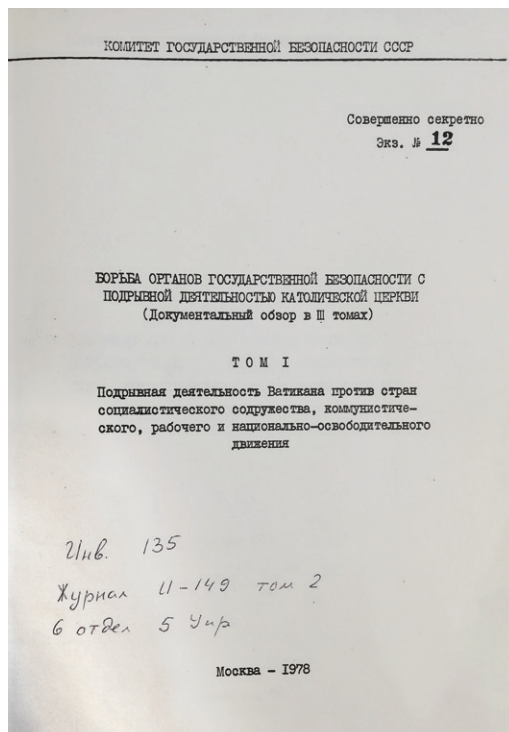 КОМИТЕТ ГОСУДАРСТВЕННОЙ БЕЗОПАСНОСТИ СССР
Совершенно секретно
Экз. № 12
БОРЬБА ОРГАНОВ ГОСУДАРСТВЕННОЙ БЕЗОПАСНОСТИ С
ПОДРЫВНОЙ ДЕЯТЕЛЬНОСТЬЮ КАТОЛИЧЕСКОЙ ЦЕРКВИ
(Документальный обзор в III томах)
ТОМ I
Подрывная деятельность Ватикана против стран
социалистического содружества, коммунистиче-
ского, рабочего и национально-освободительного
движения
Инв. 135
Журнал И-149 том 2
6 отдел 5 Упр
Москва - 1978